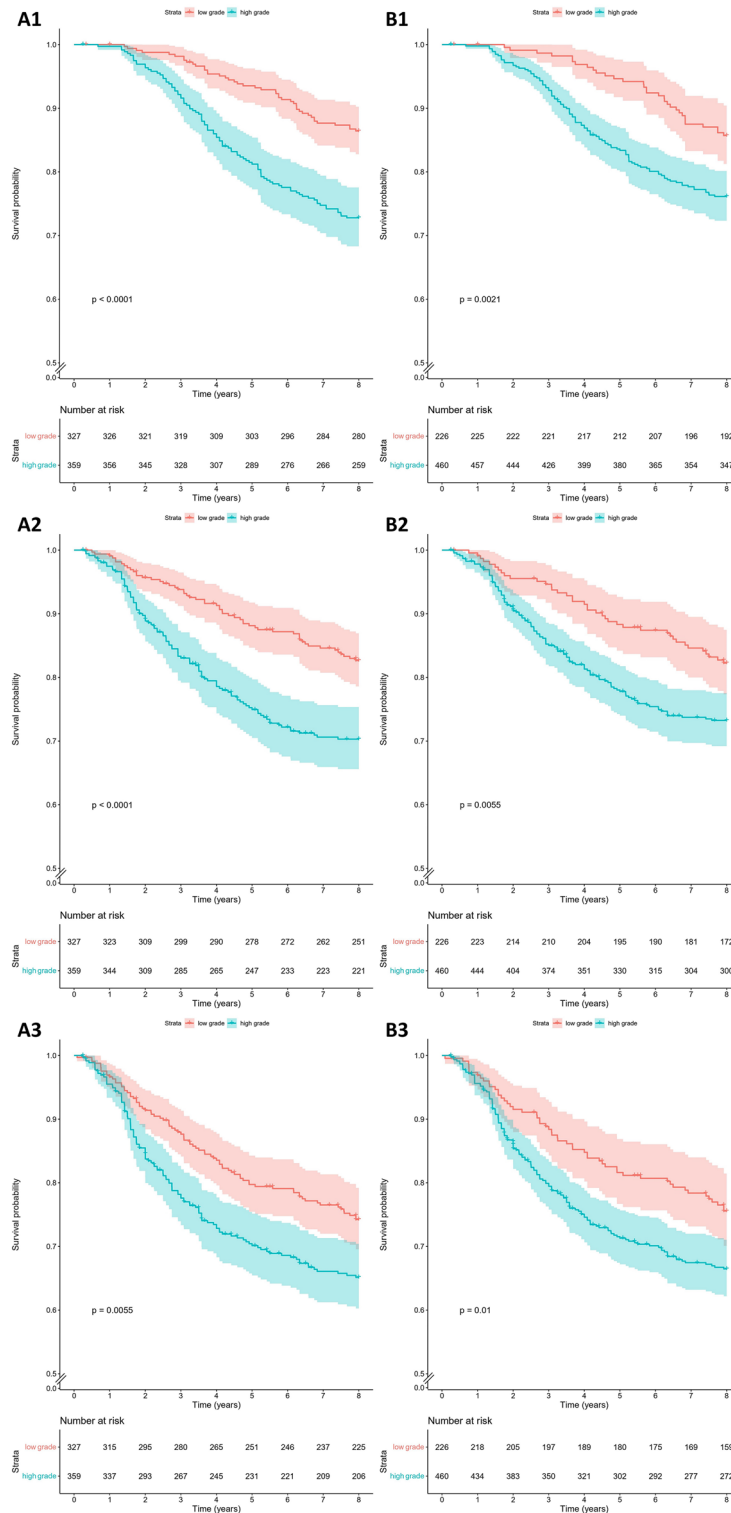 A1
Strata low grade high grade
1.0
0.9
0.8
0.7
0.6
0.5
0.0
Survival probability
p < 0.0001
0 1 2 3 4 5 6 7 8
Time (years)
Number at risk
Strata
low grade 327 326 321 319 309 303 296 284 280
high grade 359 356 345 328 307 289 276 266 259
0 1 2 3 4 5 6 7 8
Time (years)
B1
Strata low grade high grade
1.0
0.9
0.8
0.7
0.6
0.5
0.0
Survival probability
p = 0.0021
0 1 2 3 4 5 6 7 8
Time (years)
Number at risk
Strata
low grade 226 225 222 221 217 212 207 196 192
high grade 460 457 444 426 399 380 365 354 347
0 1 2 3 4 5 6 7 8
Time (years)
A2
Strata low grade high grade
1.0
0.9
0.8
0.7
0.6
0.5
0.0
Survival probability
p < 0.0001
0 1 2 3 4 5 6 7 8
Time (years)
Number at risk
Strata
low grade 327 323 309 299 290 278 272 262 251
high grade 359 344 309 285 265 247 233 223 221
0 1 2 3 4 5 6 7 8
Time (years)
B2
Strata low grade high grade
1.0
0.9
0.8
0.7
0.6
0.5
0.0
Survival probability
p = 0.0055
0 1 2 3 4 5 6 7 8
Time (years)
Number at risk
Strata
low grade 226 223 214 210 204 195 190 181 172
high grade 460 444 404 374 351 330 315 304 300
0 1 2 3 4 5 6 7 8
Time (years)
A3
Strata low grade high grade
1.0
0.9
0.8
0.7
0.6
0.5
0.0
Survival probability
p = 0.0055
0 1 2 3 4 5 6 7 8
Time (years)
Number at risk
Strata
low grade 327 315 295 280 265 251 246 237 225
high grade 359 337 293 267 245 231 221 209 206
0 1 2 3 4 5 6 7 8
Time (years)
B3
Strata low grade high grade
1.0
0.9
0.8
0.7
0.6
0.5
0.0
Survival probability
p = 0.01
0 1 2 3 4 5 6 7 8
Time (years)
Number at risk
Strata
low grade 226 218 205 197 189 180 175 169 159
high grade 460 434 383 350 321 302 292 277 272
0 1 2 3 4 5 6 7 8
Time (years)